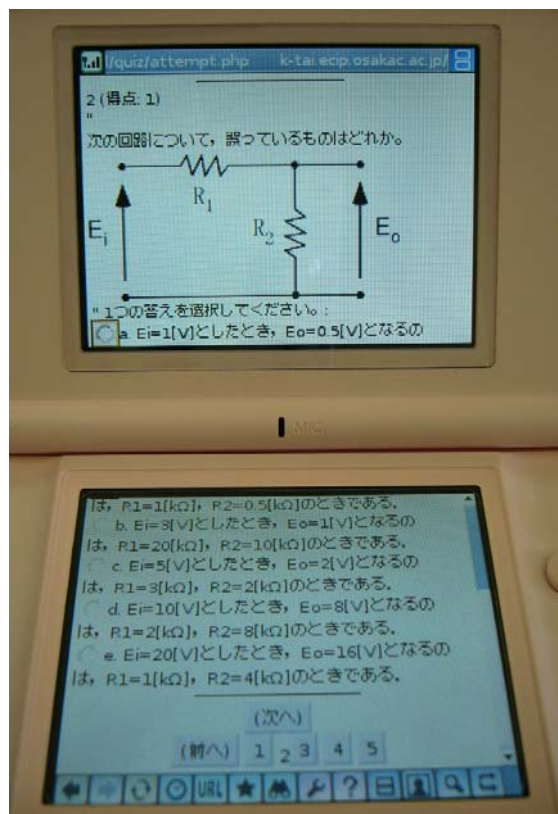 /quiz/attempt.php k-tai.ecip.osakac.ac.jp/
2 (得点: 1)
"
次の回路について，誤っているものはどれか。
R1
Ei
R2
Eo
" 1つの答えを選択してください。:
a. Ei=1[V]としたとき，Eo=0.5[V]となるの
MIC
は，R1=1[kΩ]，R2=0.5[kΩ]のときである．
b. Ei=3[V]としたとき，Eo=1[V]となるの
は，R1=20[kΩ]，R2=10[kΩ]のときである．
c. Ei=5[V]としたとき，Eo=2[V]となるの
は，R1=3[kΩ]，R2=2[kΩ]のときである．
d. Ei=10[V]としたとき，Eo=8[V]となるの
は，R1=2[kΩ]，R2=8[kΩ]のときである．
e. Ei=20[V]としたとき，Eo=16[V]となるの
は，R1=1[kΩ]，R2=4[kΩ]のときである．
(次へ)
(前へ) 1 2 3 4 5
URL ?